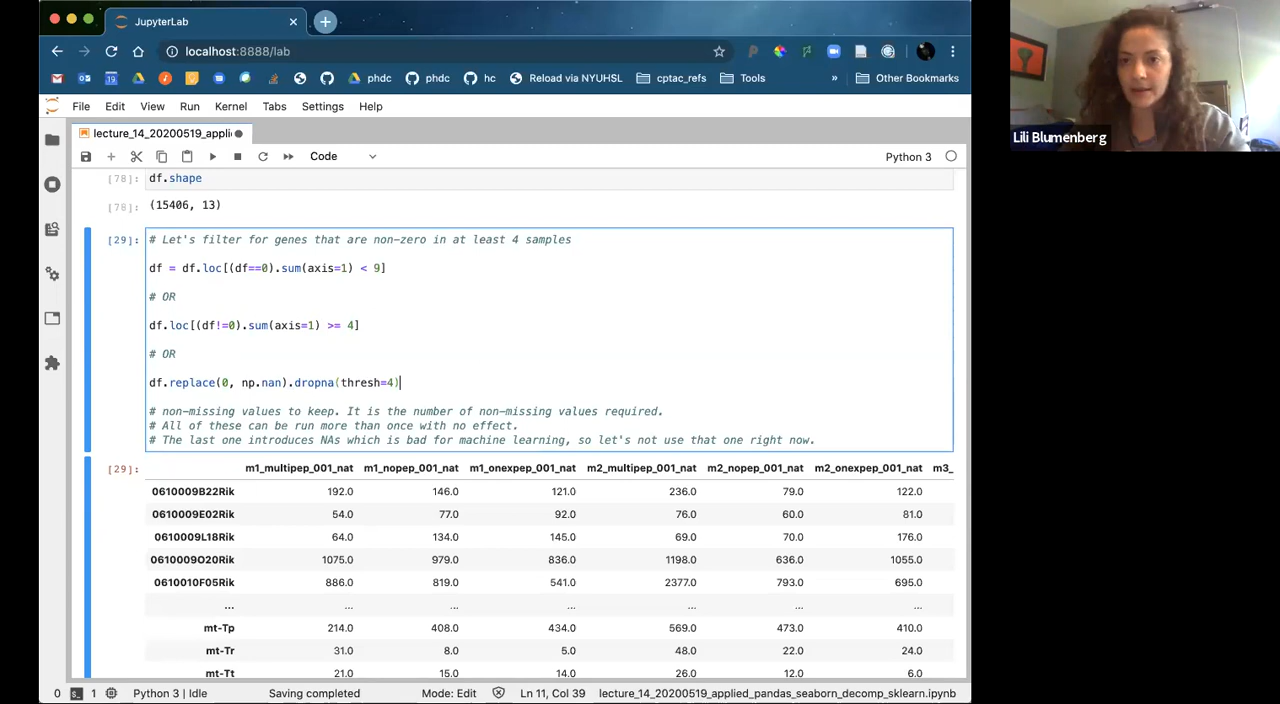 JupyterLab
localhost:8888/lab
phdc phdc hc Reload via NYUHSL cptac_refs Tools » Other Bookmarks
File Edit View Run Kernel Tabs Settings Help
lecture_14_20200519_appli
Code Python 3
[78]: df.shape
[78]: (15406, 13)
[29]: # Let's filter for genes that are non-zero in at least 4 samples
df = df.loc[(df==0).sum(axis=1) < 9]
# OR
df.loc[(df!=0).sum(axis=1) >= 4]
# OR
df.replace(0, np.nan).dropna(thresh=4)
# non-missing values to keep. It is the number of non-missing values required.
# All of these can be run more than once with no effect.
# The last one introduces NAs which is bad for machine learning, so let's not use that one right now.
[29]: m1_multipep_001_nat m1_nopep_001_nat m1_onexpep_001_nat m2_multipep_001_nat m2_nopep_001_nat m2_onexpep_001_nat m3_
0610009B22Rik 192.0 146.0 121.0 236.0 79.0 122.0
0610009E02Rik 54.0 77.0 92.0 76.0 60.0 81.0
0610009L18Rik 64.0 134.0 145.0 69.0 70.0 176.0
0610009O20Rik 1075.0 979.0 836.0 1198.0 636.0 1055.0
0610010F05Rik 886.0 819.0 541.0 2377.0 793.0 695.0
... ... ... ... ... ... ...
mt-Tp 214.0 408.0 434.0 569.0 473.0 410.0
mt-Tr 31.0 8.0 5.0 48.0 22.0 24.0
mt-Tt 21.0 15.0 14.0 26.0 12.0 6.0
0 1 Python 3 | Idle Saving completed Mode: Edit Ln 11, Col 39 lecture_14_20200519_applied_pandas_seaborn_decomp_sklearn.ipynb
Lili Blumenberg